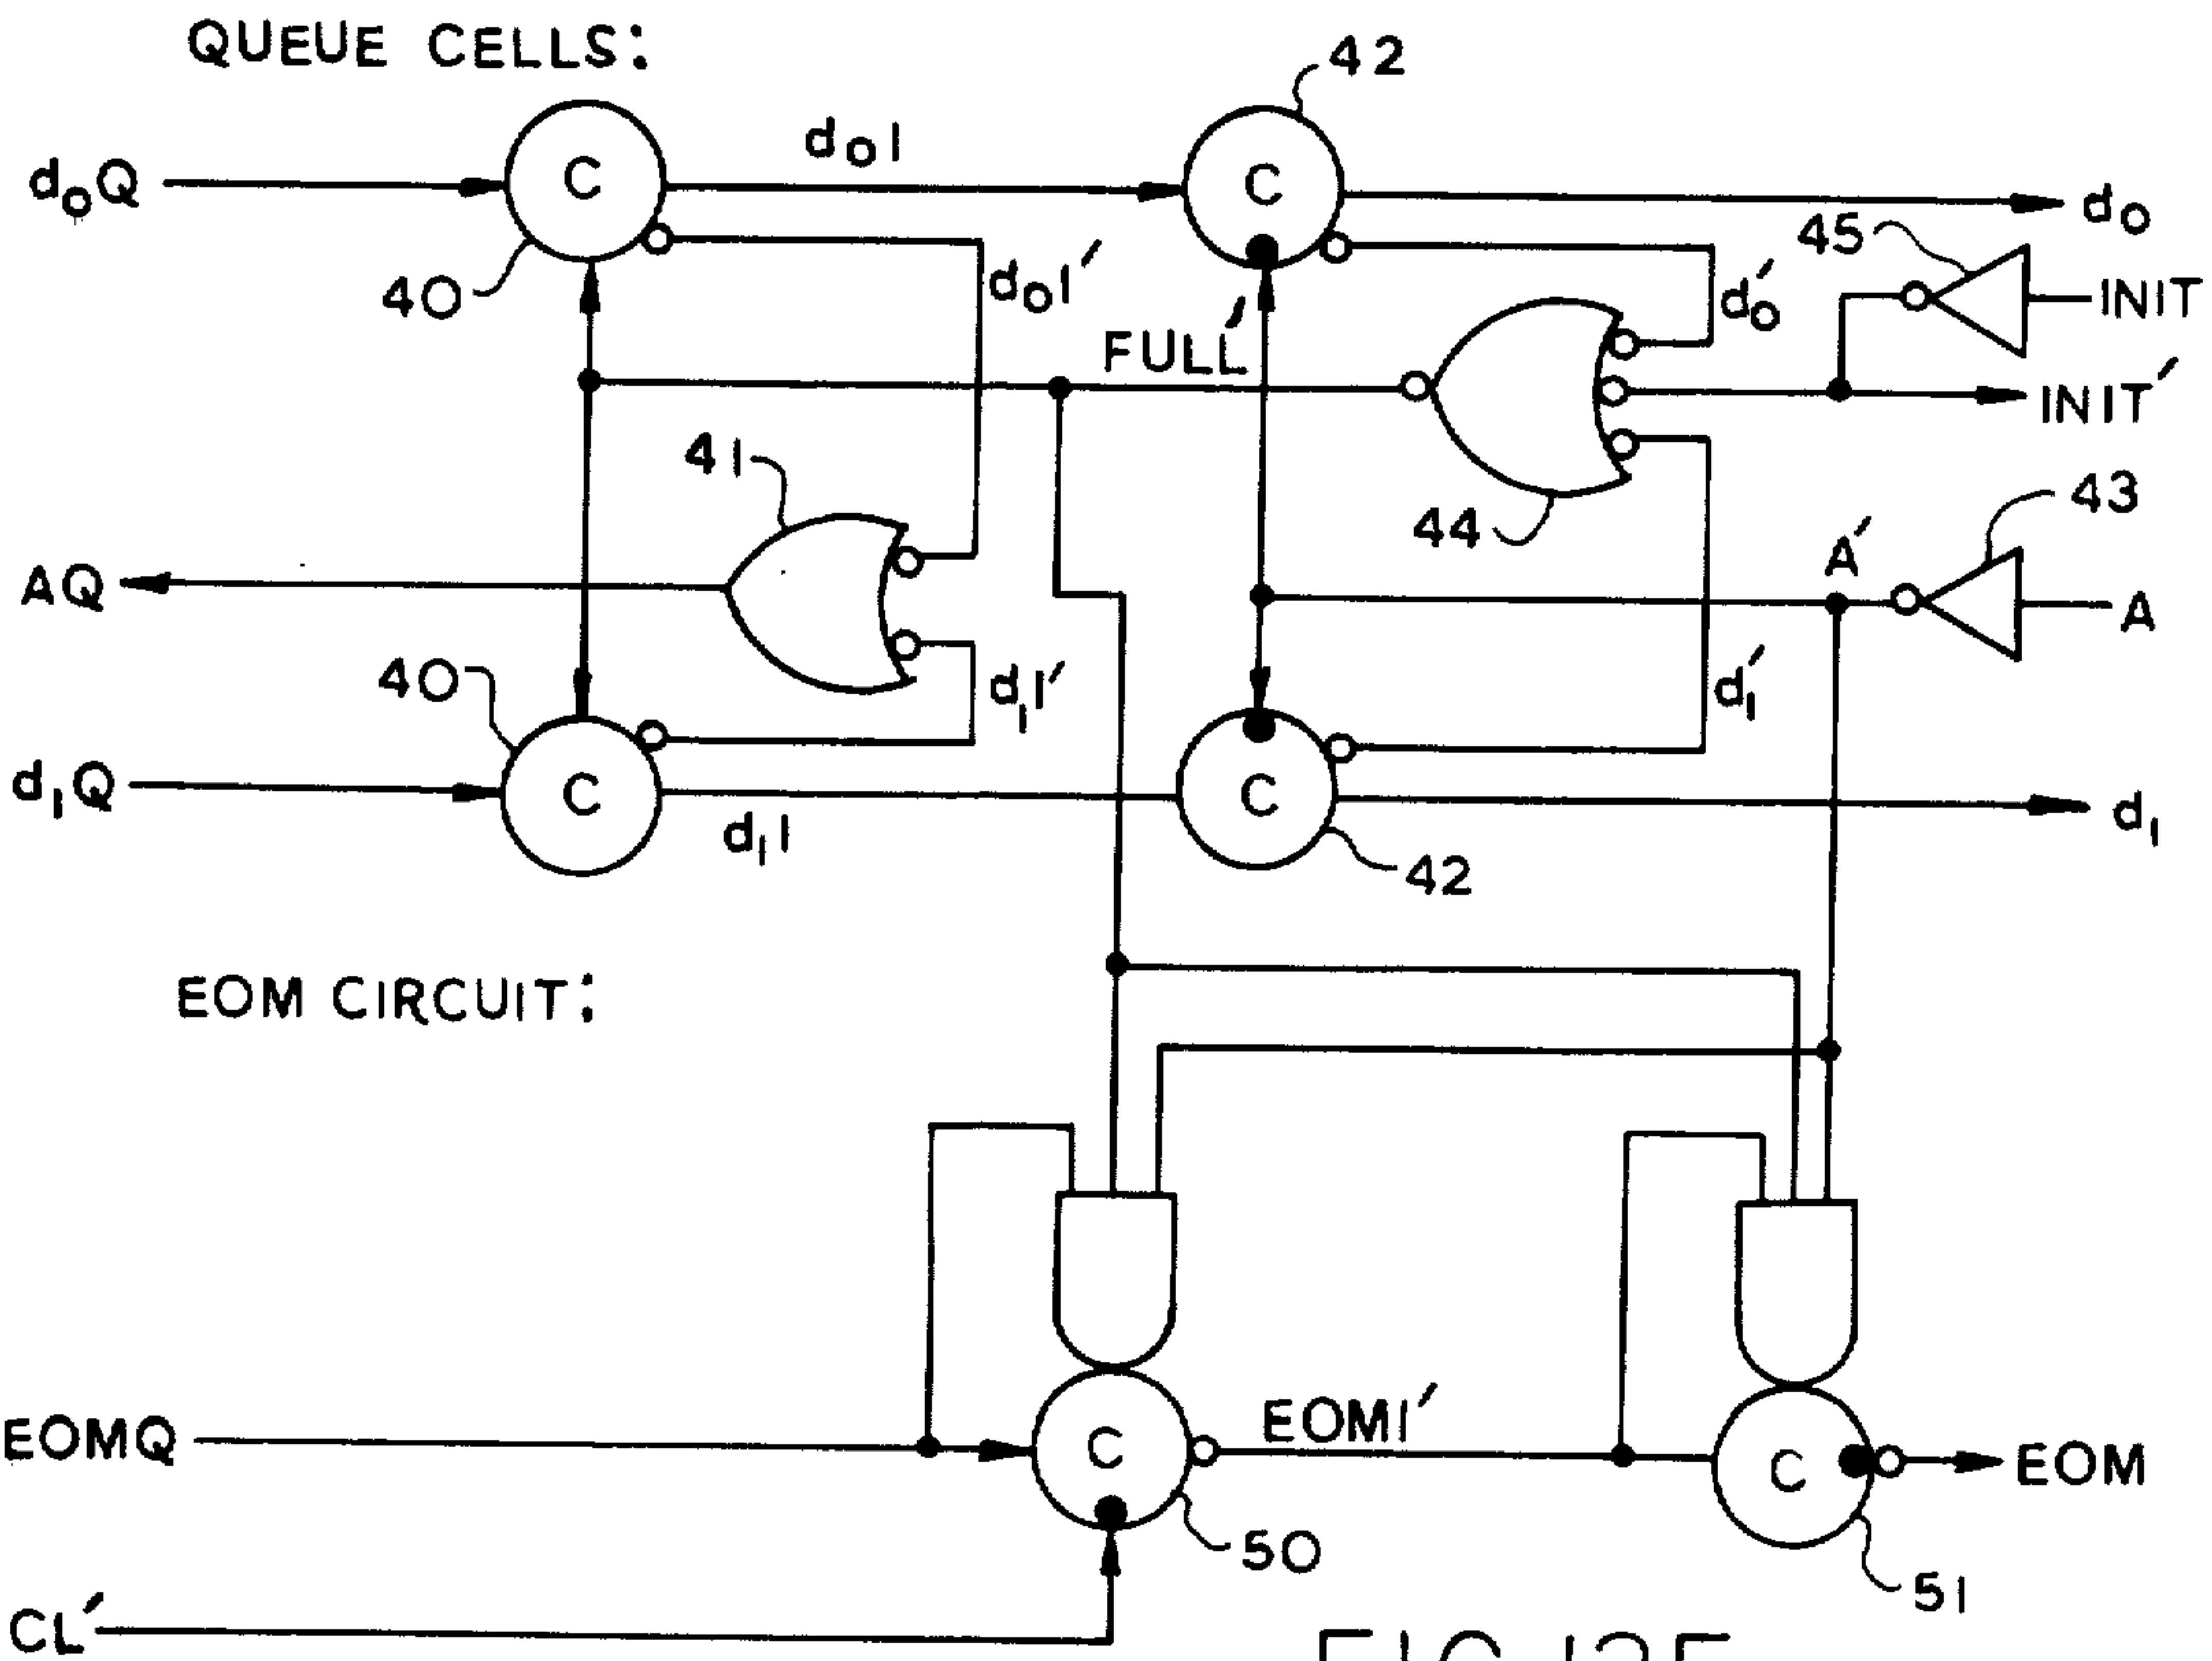 QUEUE CELLS:
42
d₀Q
C
d₀1
C
d₀
45
40
d₀1′
d₀′
INIT
FULL′
INIT′
41
44
43
A′
AQ
A
40
d₁1′
d₁′
d₁Q
C
d₁1
C
d₁
42
EOM CIRCUIT:
EOMQ
C
EOM1′
C
EOM
50
51
CL′